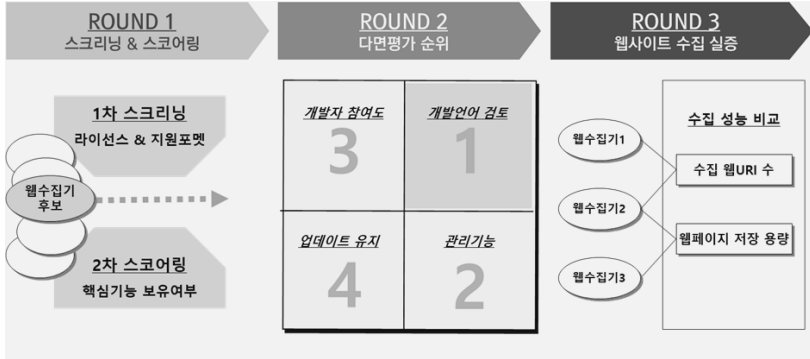 ROUND 1
스크리닝 & 스코어링
ROUND 2
다면평가 순위
ROUND 3
웹사이트 수집 실증
1차 스크리닝
라이선스 & 지원포멧
웹수집기
후보
2차 스코어링
핵심기능 보유여부
개발자 참여도
3
개발언어 검토
1
업데이트 유지
4
관리기능
2
웹수집기1
웹수집기2
웹수집기3
수집 성능 비교
수집 웹URI 수
웹페이지 저장 용량